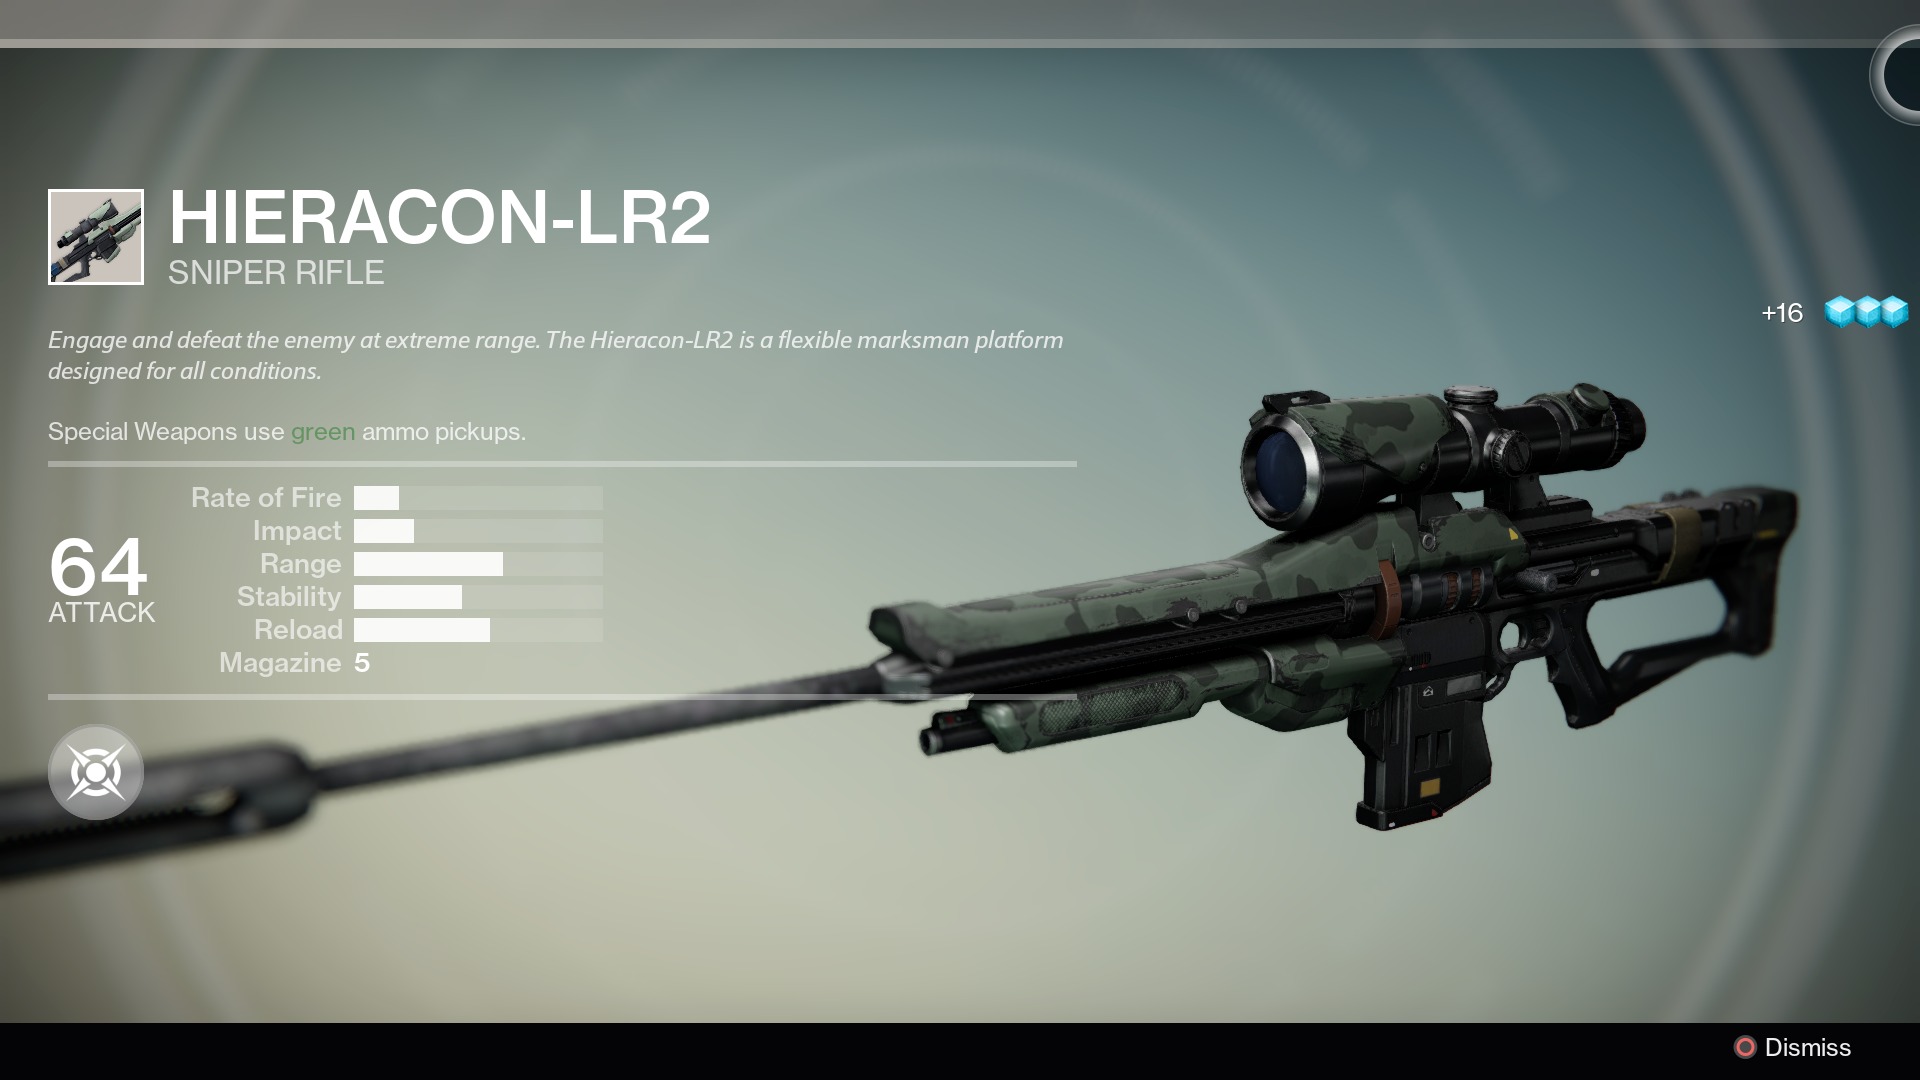 HIERACON-LR2
SNIPER RIFLE
Engage and defeat the enemy at extreme range. The Hieracon-LR2 is a flexible marksman platform
designed for all conditions.
+16
Special Weapons use green ammo pickups.
64
ATTACK
Rate of Fire
Impact
Range
Stability
Reload
Magazine 5
Dismiss